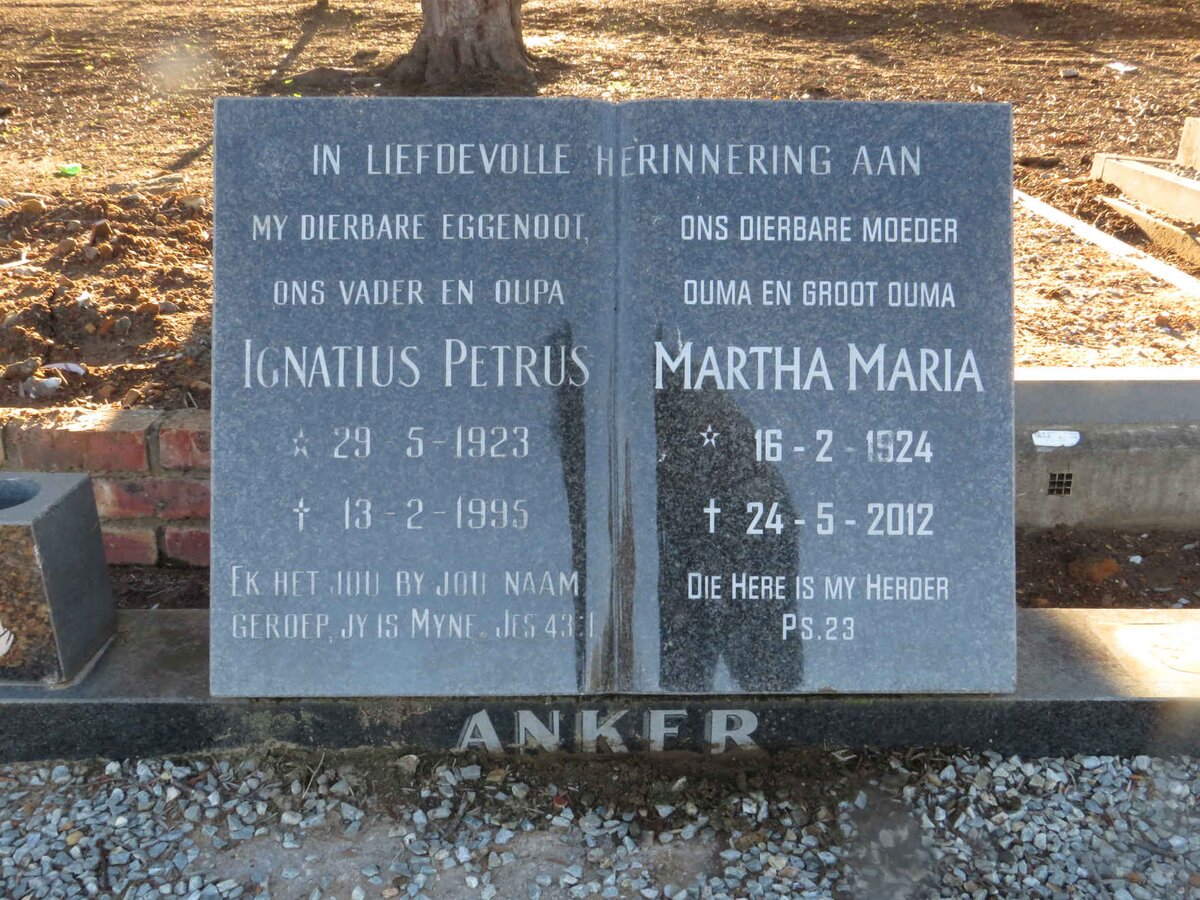 IN LIEFDEVOLLE HERINNERING AAN
MY DIERBARE EGGENOOT,
ONS VADER EN OUPA
IGNATIUS PETRUS
☆ 29-5-1923
† 13-2-1995
EK HET JOU BY JOU NAAM
GEROEP, JY IS MYNE. JES 43:1
ONS DIERBARE MOEDER
OUMA EN GROOT OUMA
MARTHA MARIA
☆ 16-2-1924
† 24-5-2012
DIE HERE IS MY HERDER
PS.23
ANKER